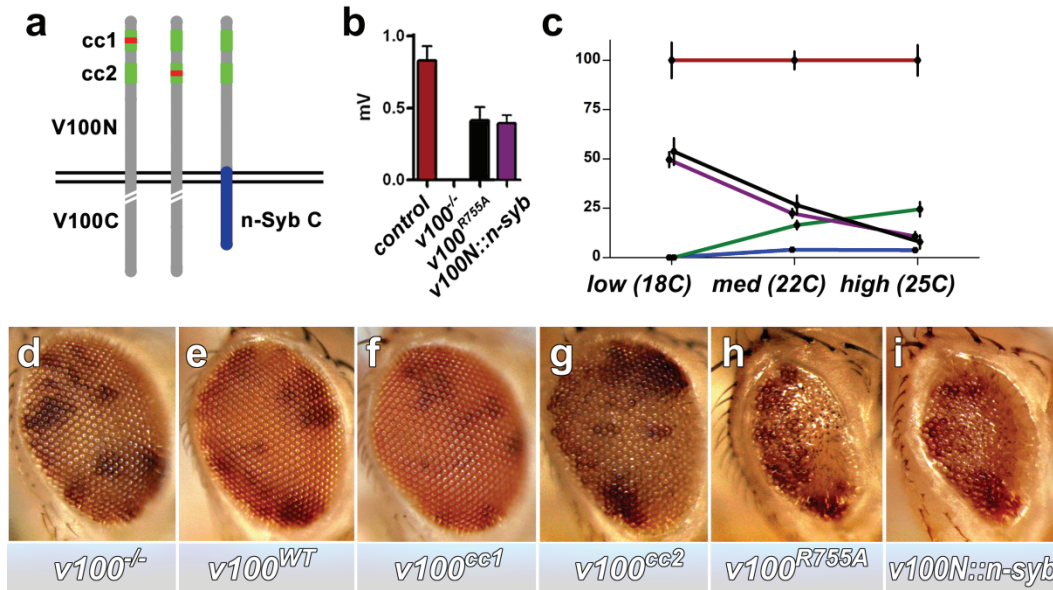 a
cc1
cc2
V100N
V100C
n-Syb C
b
mV
1.0
0.5
0.0
control
v100-/-
v100R755A
v100N::n-syb
c
100
75
50
25
0
low (18C) med (22C) high (25C)
d e f g h i
v100-/- v100WT v100cc1 v100cc2 v100R755A v100N::n-syb